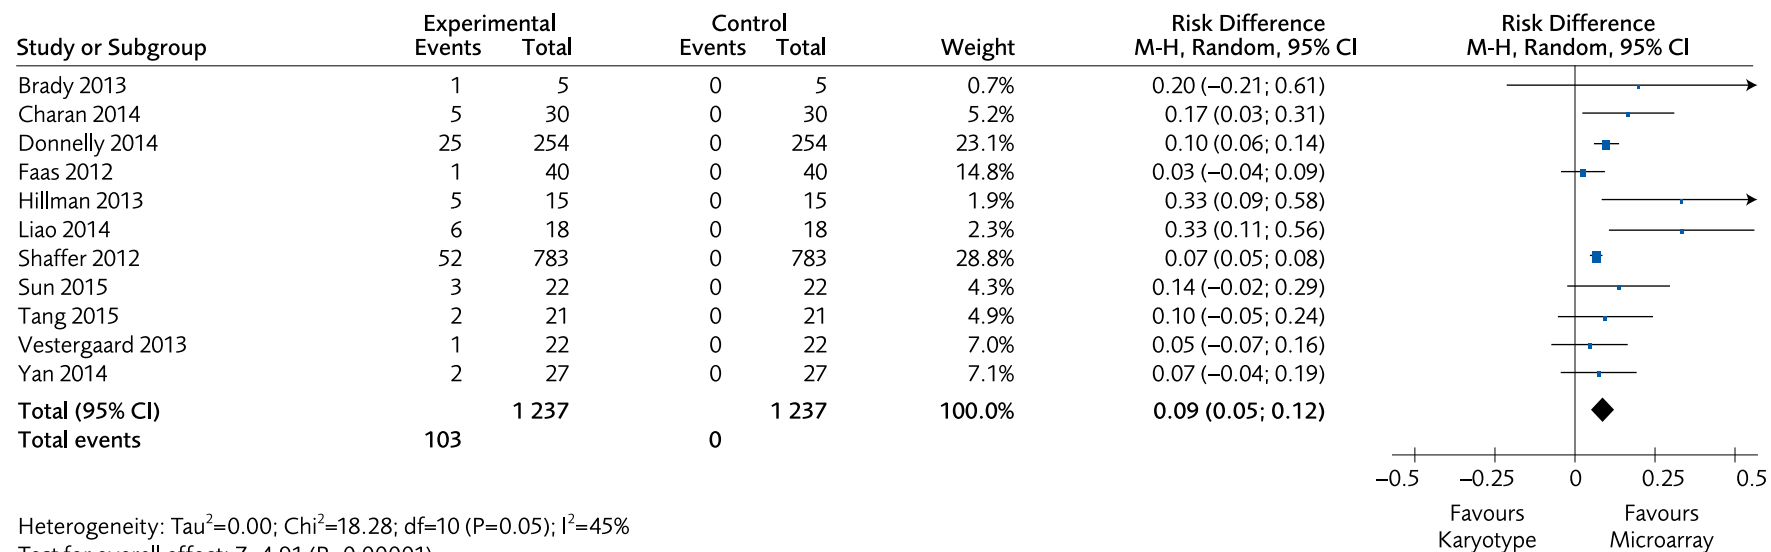 Experimental Control Risk Difference Risk Difference
Study or Subgroup Events Total Events Total Weight M-H, Random, 95% CI M-H, Random, 95% CI
Brady 2013 1 5 0 5 0.7% 0.20 (–0.21; 0.61)
Charan 2014 5 30 0 30 5.2% 0.17 (0.03; 0.31)
Donnelly 2014 25 254 0 254 23.1% 0.10 (0.06; 0.14)
Faas 2012 1 40 0 40 14.8% 0.03 (–0.04; 0.09)
Hillman 2013 5 15 0 15 1.9% 0.33 (0.09; 0.58)
Liao 2014 6 18 0 18 2.3% 0.33 (0.11; 0.56)
Shaffer 2012 52 783 0 783 28.8% 0.07 (0.05; 0.08)
Sun 2015 3 22 0 22 4.3% 0.14 (–0.02; 0.29)
Tang 2015 2 21 0 21 4.9% 0.10 (–0.05; 0.24)
Vestergaard 2013 1 22 0 22 7.0% 0.05 (–0.07; 0.16)
Yan 2014 2 27 0 27 7.1% 0.07 (–0.04; 0.19)
Total (95% CI) 1 237 1 237 100.0% 0.09 (0.05; 0.12)
Total events 103 0
–0.5 –0.25 0 0.25 0.5
Heterogeneity: Tau²=0.00; Chi²=18.28; df=10 (P=0.05); I²=45%
Favours Favours
Karyotype Microarray
Test for overall effect: